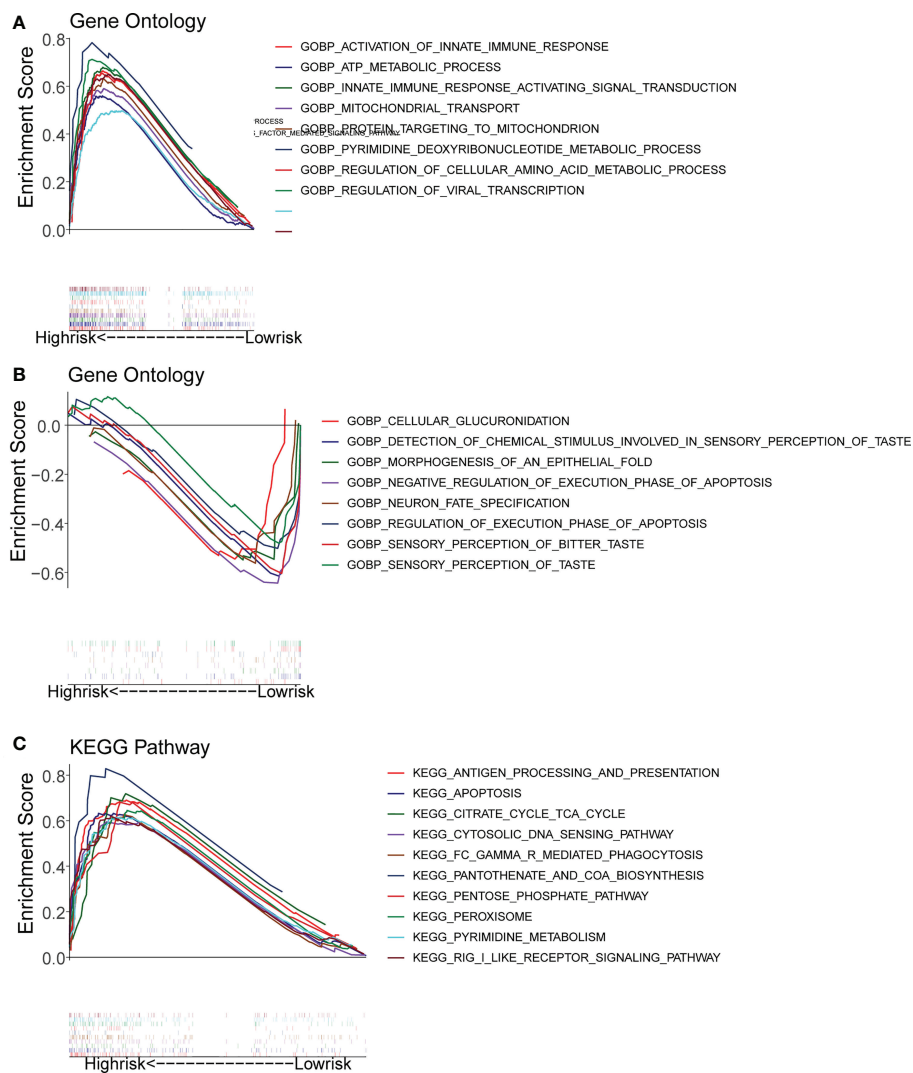 A
Gene Ontology
Enrichment Score
0.8
0.6
0.4
0.2
0.0
GOBP_ACTIVATION_OF_INNATE_IMMUNE_RESPONSE
GOBP_ATP_METABOLIC_PROCESS
GOBP_INNATE_IMMUNE_RESPONSE_ACTIVATING_SIGNAL_TRANSDUCTION
GOBP_MITOCHONDRIAL_TRANSPORT
ROCESS
GOBP_PROTEIN_TARGETING_TO_MITOCHONDRION
_FACTOR_MEDIATED_SIGNALING_PATHWAY
GOBP_PYRIMIDINE_DEOXYRIBONUCLEOTIDE_METABOLIC_PROCESS
GOBP_REGULATION_OF_CELLULAR_AMINO_ACID_METABOLIC_PROCESS
GOBP_REGULATION_OF_VIRAL_TRANSCRIPTION
Highrisk<--------------Lowrisk
B
Gene Ontology
Enrichment Score
0.0
−0.2
−0.4
−0.6
GOBP_CELLULAR_GLUCURONIDATION
GOBP_DETECTION_OF_CHEMICAL_STIMULUS_INVOLVED_IN_SENSORY_PERCEPTION_OF_TASTE
GOBP_MORPHOGENESIS_OF_AN_EPITHELIAL_FOLD
GOBP_NEGATIVE_REGULATION_OF_EXECUTION_PHASE_OF_APOPTOSIS
GOBP_NEURON_FATE_SPECIFICATION
GOBP_REGULATION_OF_EXECUTION_PHASE_OF_APOPTOSIS
GOBP_SENSORY_PERCEPTION_OF_BITTER_TASTE
GOBP_SENSORY_PERCEPTION_OF_TASTE
Highrisk<--------------Lowrisk
C
KEGG Pathway
Enrichment Score
0.8
0.6
0.4
0.2
0.0
KEGG_ANTIGEN_PROCESSING_AND_PRESENTATION
KEGG_APOPTOSIS
KEGG_CITRATE_CYCLE_TCA_CYCLE
KEGG_CYTOSOLIC_DNA_SENSING_PATHWAY
KEGG_FC_GAMMA_R_MEDIATED_PHAGOCYTOSIS
KEGG_PANTOTHENATE_AND_COA_BIOSYNTHESIS
KEGG_PENTOSE_PHOSPHATE_PATHWAY
KEGG_PEROXISOME
KEGG_PYRIMIDINE_METABOLISM
KEGG_RIG_I_LIKE_RECEPTOR_SIGNALING_PATHWAY
Highrisk<--------------Lowrisk